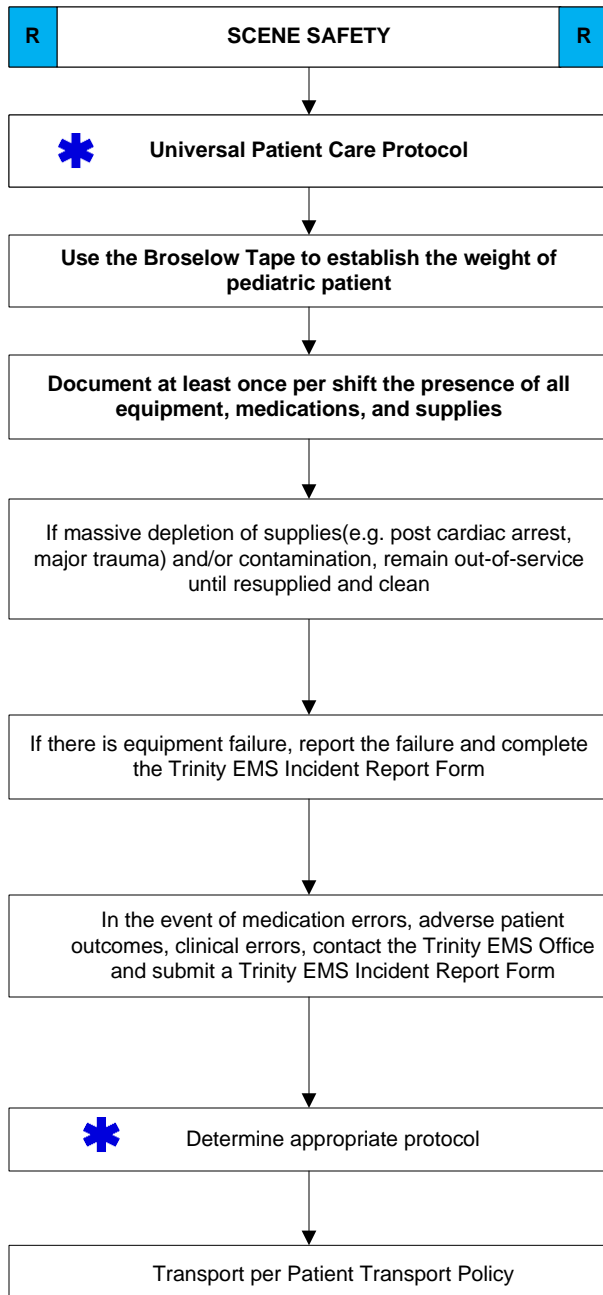 R SCENE SAFETY R
Universal Patient Care Protocol
Use the Broselow Tape to establish the weight of
pediatric patient
Document at least once per shift the presence of all
equipment, medications, and supplies
If massive depletion of supplies(e.g. post cardiac arrest,
major trauma) and/or contamination, remain out-of-service
until resupplied and clean
If there is equipment failure, report the failure and complete
the Trinity EMS Incident Report Form
In the event of medication errors, adverse patient
outcomes, clinical errors, contact the Trinity EMS Office
and submit a Trinity EMS Incident Report Form
Determine appropriate protocol
Transport per Patient Transport Policy